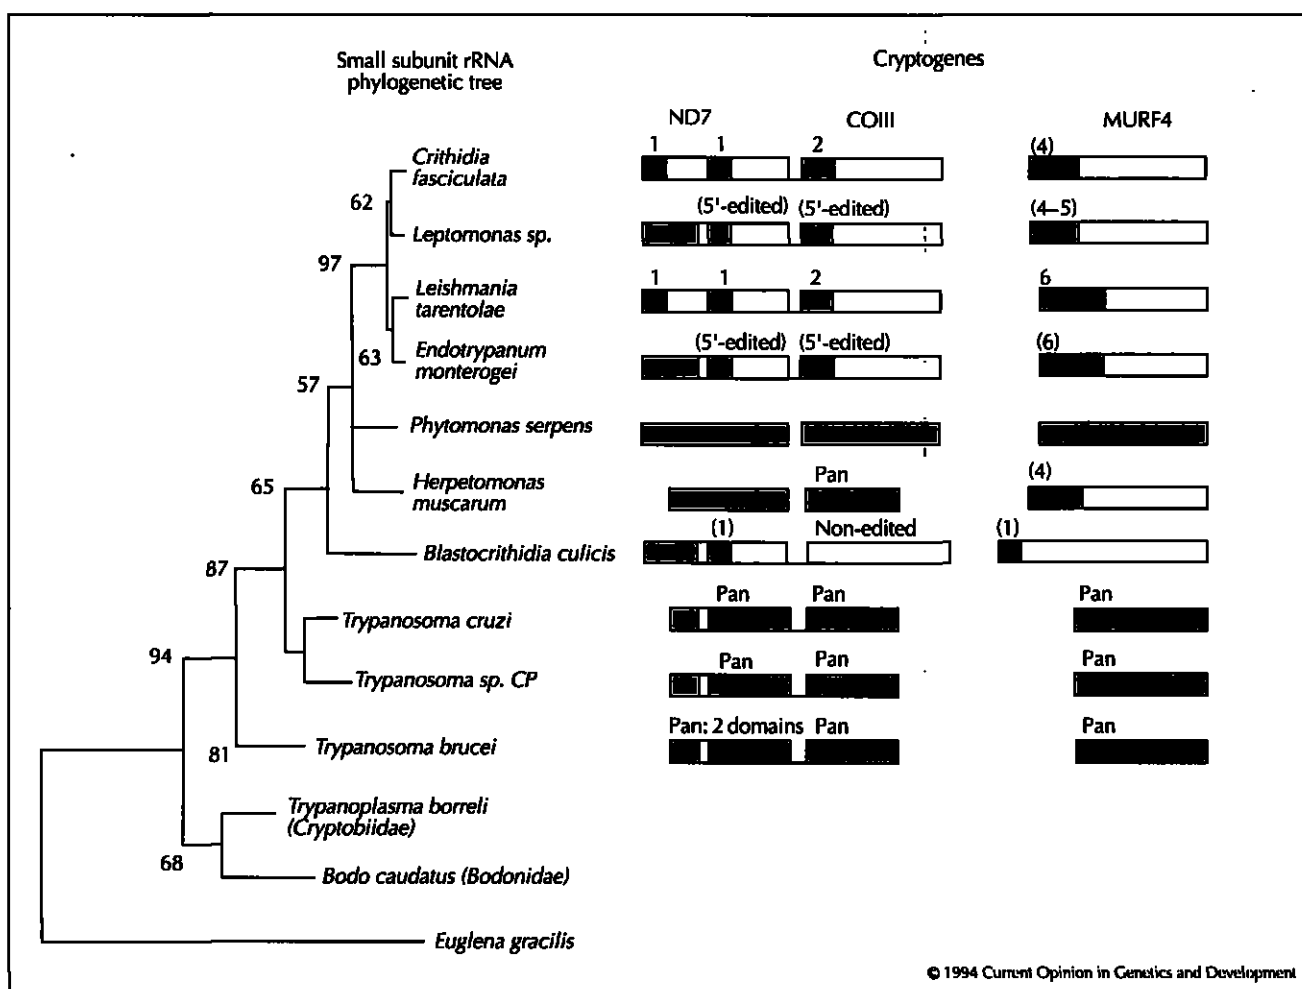 Small subunit rRNA
phylogenetic tree
Cryptogenes
ND7
COIII
MURF4
Crithidia
fasciculata
1
1
2
(4)
62
Leptomonas sp.
(5'-edited)
(5'-edited)
(4–5)
97
Leishmania
tarentolae
1
1
2
6
63
Endotrypanum
monterogei
(5'-edited)
(5'-edited)
(6)
57
Phytomonas serpens
65
Herpetomonas
muscarum
Pan
(4)
Blastocrithidia culicis
(1)
Non-edited
(1)
87
Trypanosoma cruzi
Pan
Pan
Pan
94
Trypanosoma sp. CP
Pan
Pan
Pan
81
Trypanosoma brucei
Pan: 2 domains
Pan
Pan
Trypanoplasma borreli
(Cryptobiidae)
68
Bodo caudatus (Bodonidae)
Euglena gracilis
© 1994 Current Opinion in Genetics and Development